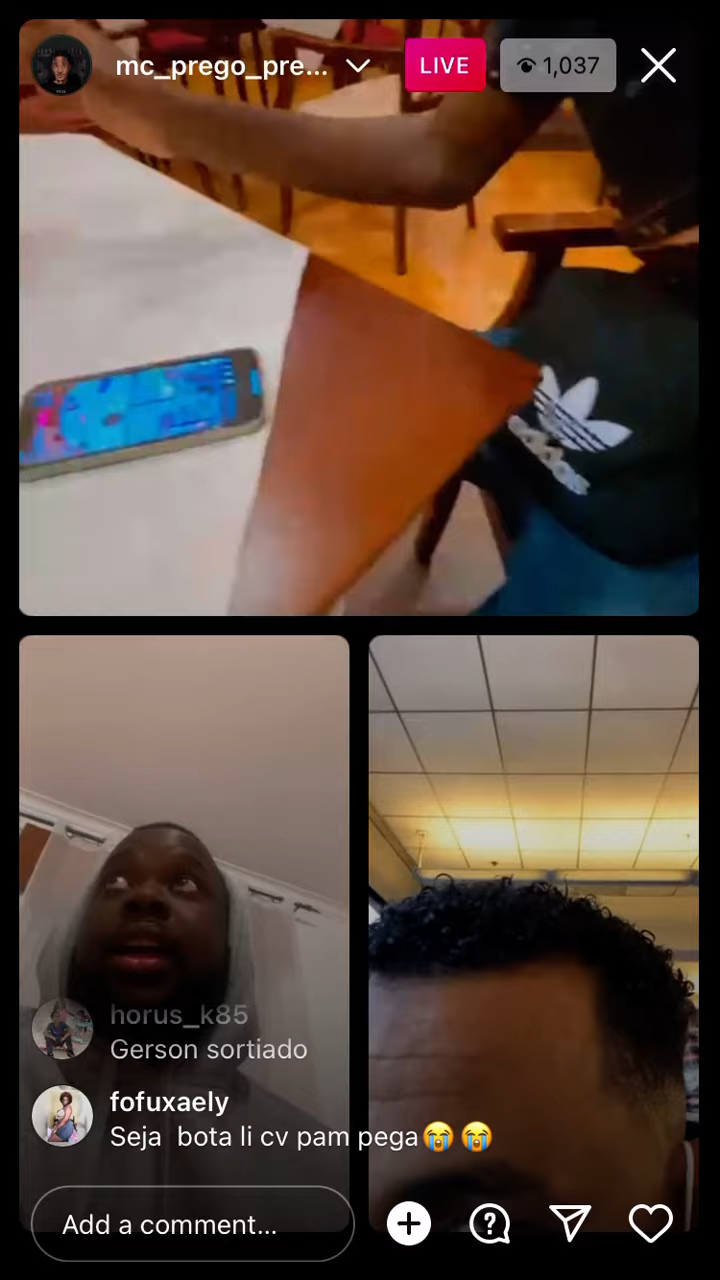 mc_prego_pre...
LIVE
1,037
horus_k85
Gerson sortiado
fofuxaely
Seja bota li cv pam pega😭😭
Add a comment...